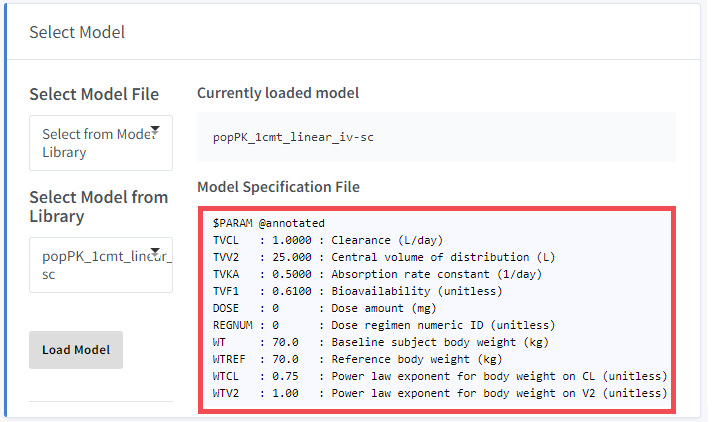 Select Model
Select Model File
Select from Model
Library
Select Model from
Library
popPK_1cmt_linear_
sc
Load Model
Currently loaded model
popPK_1cmt_linear_iv-sc
Model Specification File
$PARAM @annotated
TVCL   : 1.0000 : Clearance (L/day)
TVV2   : 25.000 : Central volume of distribution (L)
TVKA   : 0.5000 : Absorption rate constant (1/day)
TVF1   : 0.6100 : Bioavailability (unitless)
DOSE   : 0      : Dose amount (mg)
REGNUM : 0      : Dose regimen numeric ID (unitless)
WT     : 70.0   : Baseline subject body weight (kg)
WTREF  : 70.0   : Reference body weight (kg)
WTCL   : 0.75   : Power law exponent for body weight on CL (unitless)
WTV2   : 1.00   : Power law exponent for body weight on V2 (unitless)